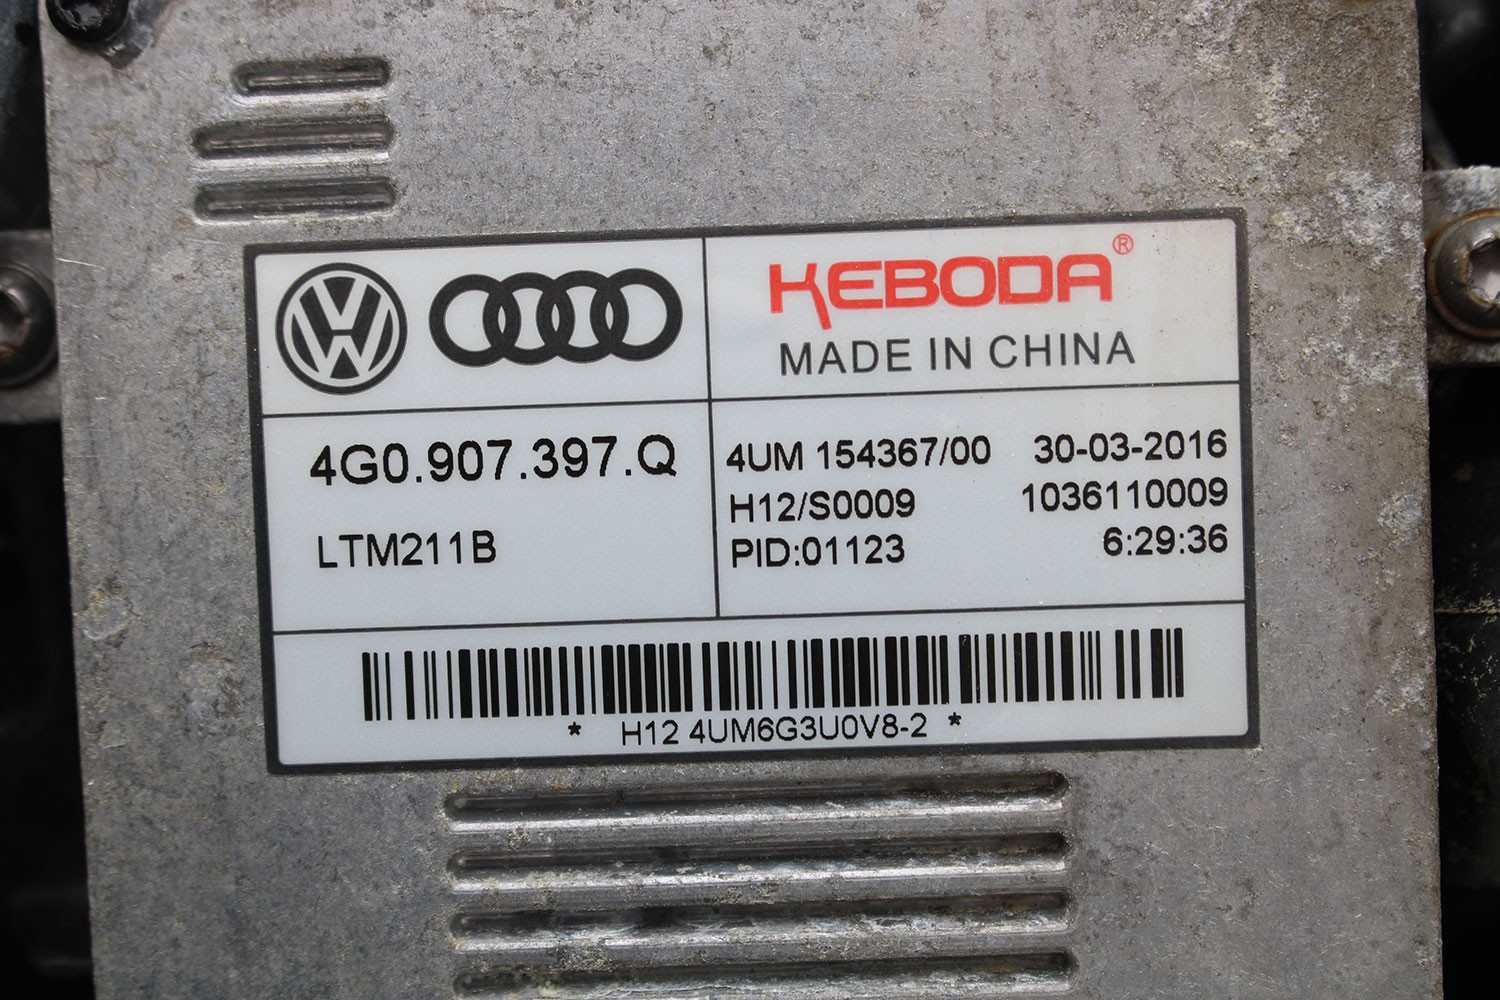 KEBODA®
MADE IN CHINA
4G0.907.397.Q
LTM211B
4UM 154367/00 30-03-2016
H12/S0009 1036110009
PID:01123 6:29:36
* H12 4UM6G3U0V8-2 *